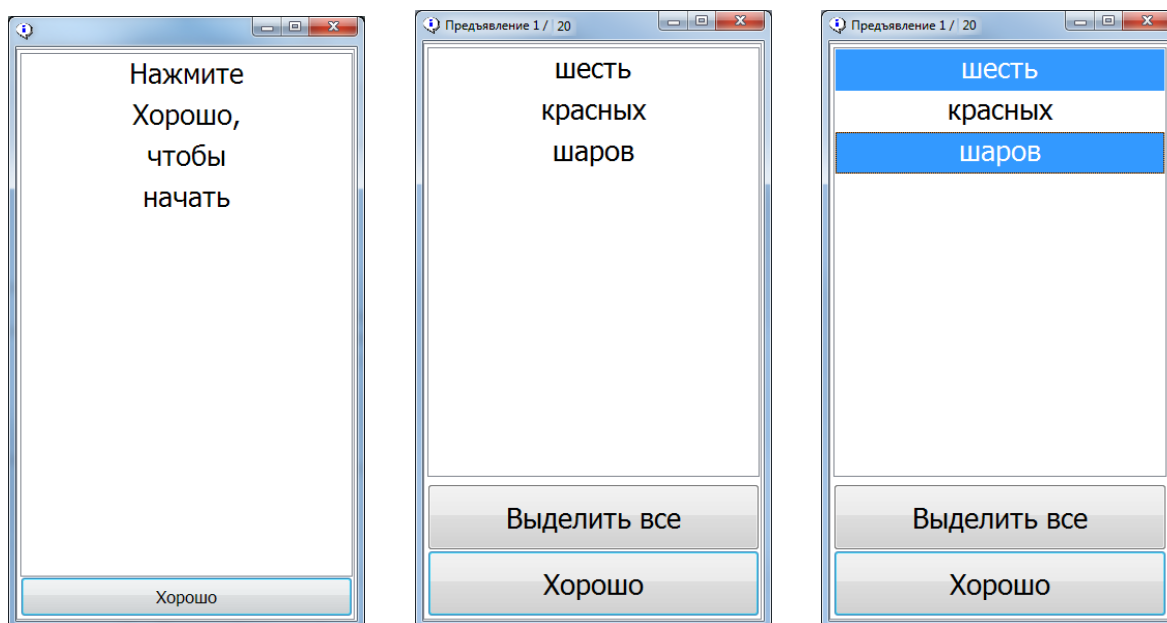 Нажмите
Хорошо,
чтобы
начать
Хорошо
Предъявление 1 / 20
шесть
красных
шаров
Выделить все
Хорошо
Предъявление 1 / 20
шесть
красных
шаров
Выделить все
Хорошо